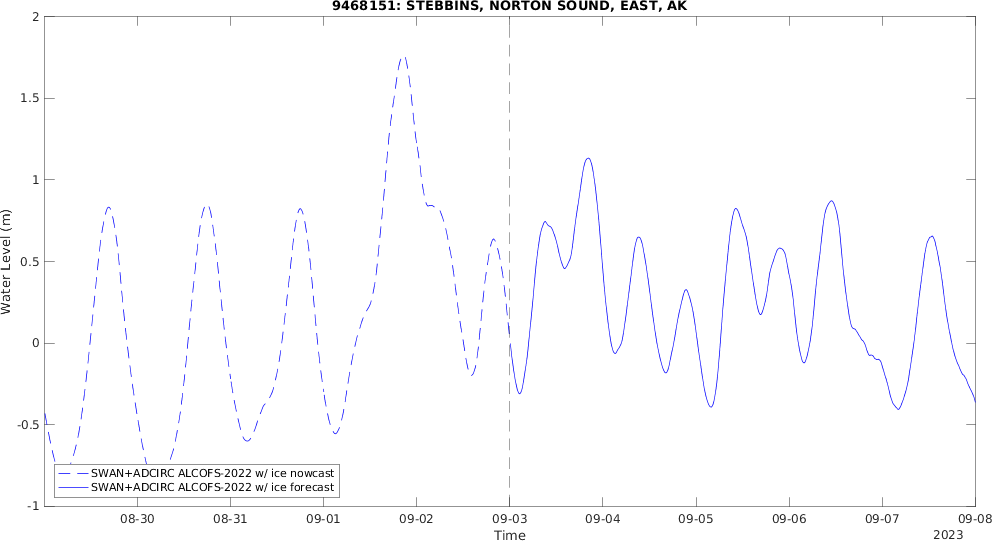 9468151: STEBBINS, NORTON SOUND, EAST, AK
2
1.5
1
0.5
0
-0.5
-1
Water Level (m)
SWAN+ADCIRC ALCOFS-2022 w/ ice nowcast
SWAN+ADCIRC ALCOFS-2022 w/ ice forecast
08-30 08-31 09-01 09-02 09-03 09-04 09-05 09-06 09-07 09-08
Time
2023